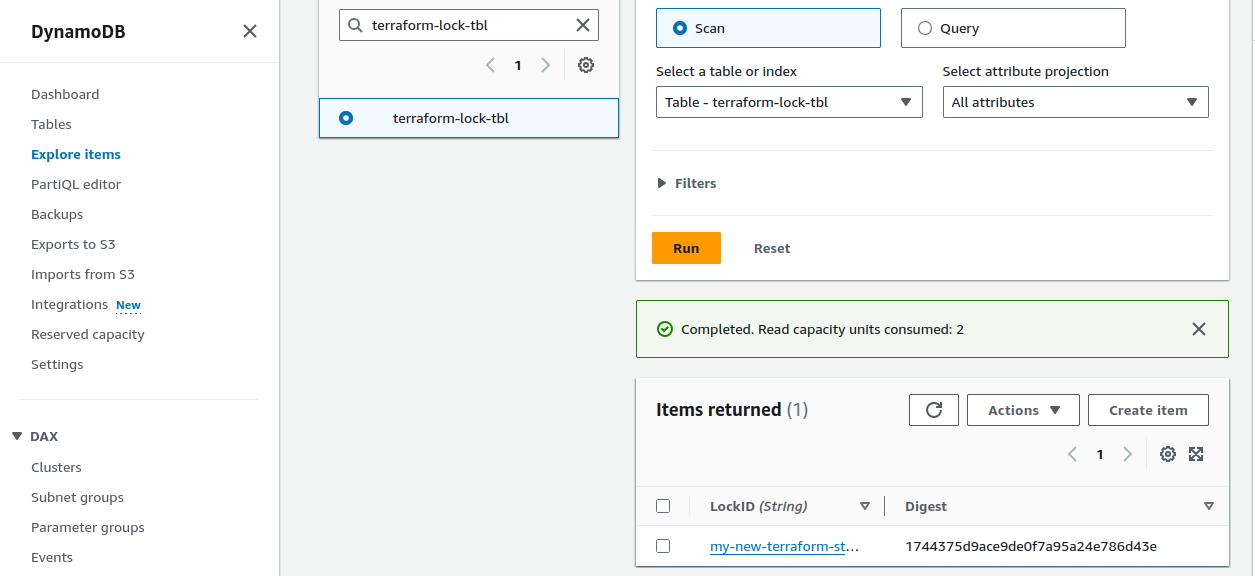 DynamoDB
Dashboard
Tables
Explore items
PartiQL editor
Backups
Exports to S3
Imports from S3
Integrations New
Reserved capacity
Settings
DAX
Clusters
Subnet groups
Parameter groups
Events
terraform-lock-tbl
1
terraform-lock-tbl
Scan
Query
Select a table or index
Select attribute projection
Table - terraform-lock-tbl
All attributes
Filters
Run
Reset
Completed. Read capacity units consumed: 2
Items returned (1)
Actions
Create item
1
LockID (String)
Digest
my-new-terraform-st...
1744375d9ace9de0f7a95a24e786d43e